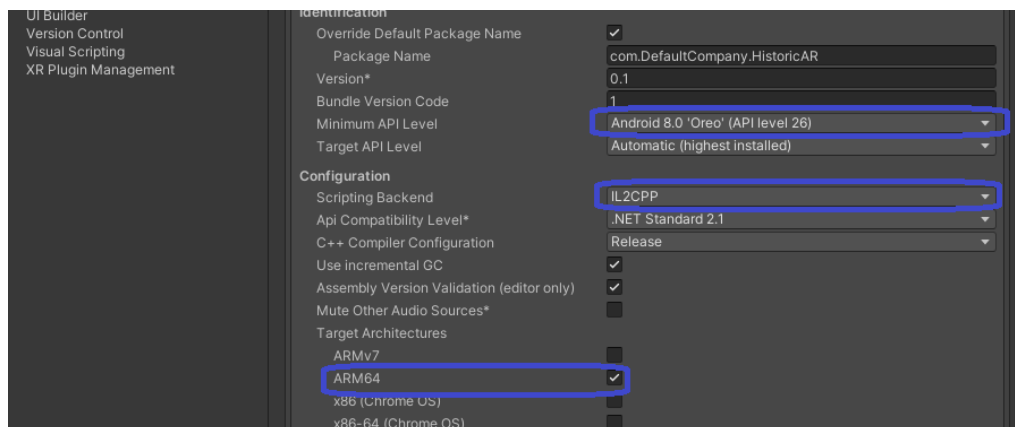 UI Builder
Version Control
Visual Scripting
XR Plugin Management
Identification
Override Default Package Name
Package Name com.DefaultCompany.HistoricAR
Version* 0.1
Bundle Version Code 1
Minimum API Level Android 8.0 'Oreo' (API level 26)
Target API Level Automatic (highest installed)
Configuration
Scripting Backend IL2CPP
Api Compatibility Level* .NET Standard 2.1
C++ Compiler Configuration Release
Use incremental GC
Assembly Version Validation (editor only)
Mute Other Audio Sources*
Target Architectures
ARMv7
ARM64
x86 (Chrome OS)
x86-64 (Chrome OS)